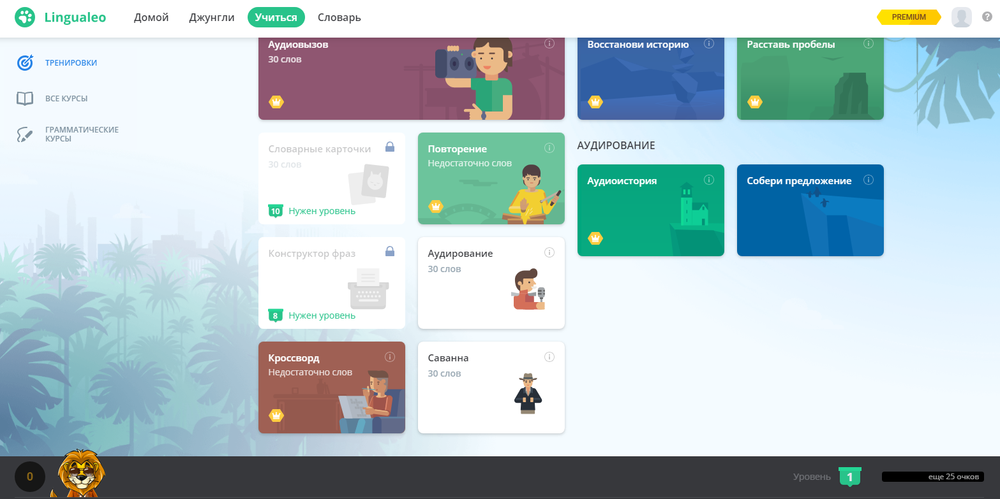 Lingualeo
Домой
Джунгли
Учиться
Словарь
PREMIUM
?
ТРЕНИРОВКИ
ВСЕ КУРСЫ
ГРАММАТИЧЕСКИЕ
КУРСЫ
Аудиовызов
30 слов
Восстанови историю
Расставь пробелы
Словарные карточки
30 слов
10 Нужен уровень
Повторение
Недостаточно слов
АУДИРОВАНИЕ
Аудиоистория
Собери предложение
Конструктор фраз
8 Нужен уровень
Аудирование
30 слов
Кроссворд
Недостаточно слов
Саванна
30 слов
0
Уровень 1
еще 25 очков